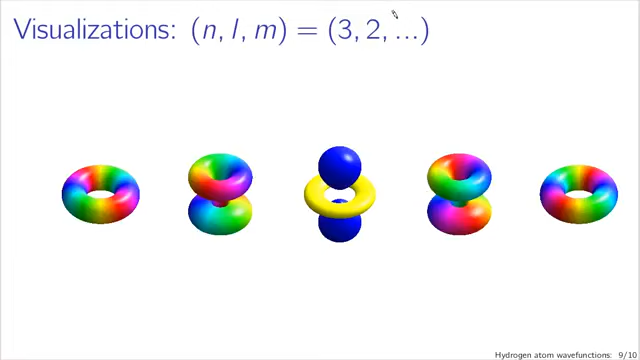 Visualizations: (n, l, m) = (3, 2, ...)
Hydrogen atom wavefunctions: 9/10